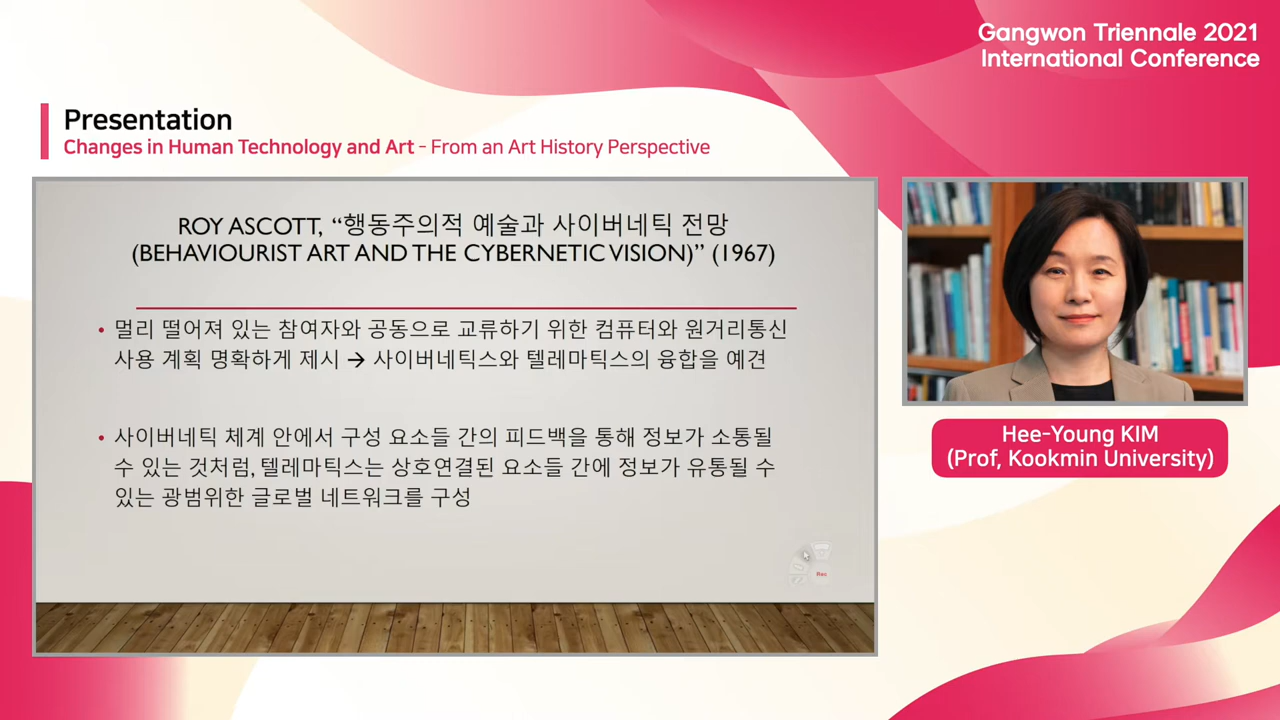 Gangwon Triennale 2021
International Conference
Presentation
Changes in Human Technology and Art - From an Art History Perspective
ROY ASCOTT, “행동주의적 예술과 사이버네틱 전망
(BEHAVIOURIST ART AND THE CYBERNETIC VISION)” (1967)
• 멀리 떨어져 있는 참여자와 공동으로 교류하기 위한 컴퓨터와 원거리통신
사용 계획 명확하게 제시 → 사이버네틱스와 텔레마틱스의 융합을 예견
• 사이버네틱 체계 안에서 구성 요소들 간의 피드백을 통해 정보가 소통될
수 있는 것처럼, 텔레마틱스는 상호연결된 요소들 간에 정보가 유통될 수
있는 광범위한 글로벌 네트워크를 구성
Rec
Hee-Young KIM
(Prof, Kookmin University)